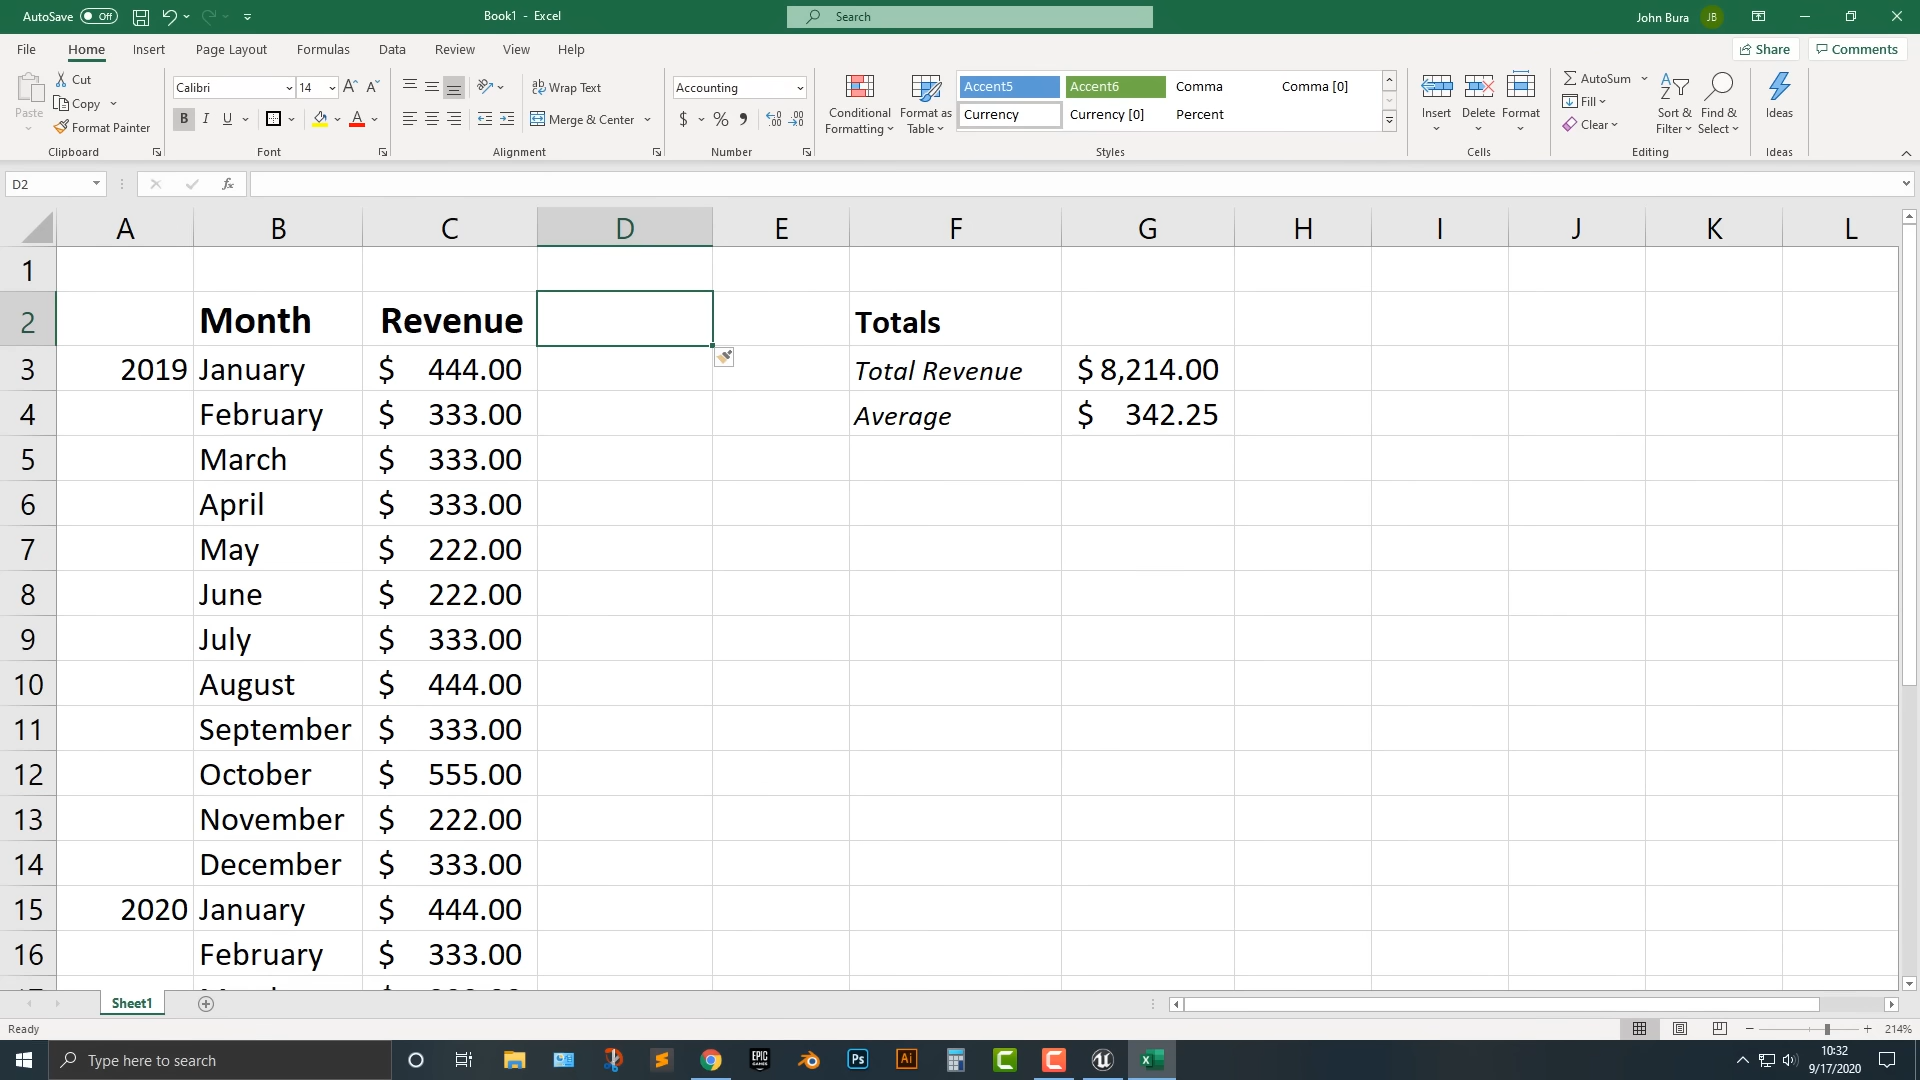 AutoSave Off Book1 - Excel Search John Bura JB
File Home Insert Page Layout Formulas Data Review View Help Share Comments
Paste Cut Copy Format Painter Clipboard
Calibri 14 B I U Font
Wrap Text Merge & Center Alignment
Accounting $ % Number
Conditional Formatting Format as Table
Accent5 Accent6 Comma Comma [0]
Currency Currency [0] Percent
Styles
Insert Delete Format Cells
AutoSum Fill Clear Sort & Filter Find & Select Editing
Ideas Ideas
D2 fx
A B C D E F G H I J K L
1
2 Month Revenue Totals
3 2019 January $ 444.00 Total Revenue $ 8,214.00
4 February $ 333.00 Average $ 342.25
5 March $ 333.00
6 April $ 333.00
7 May $ 222.00
8 June $ 222.00
9 July $ 333.00
10 August $ 444.00
11 September $ 333.00
12 October $ 555.00
13 November $ 222.00
14 December $ 333.00
15 2020 January $ 444.00
16 February $ 333.00
Sheet1
Ready 214%
Type here to search EPIC GAMES Ps Ai 10:32
9/17/2020